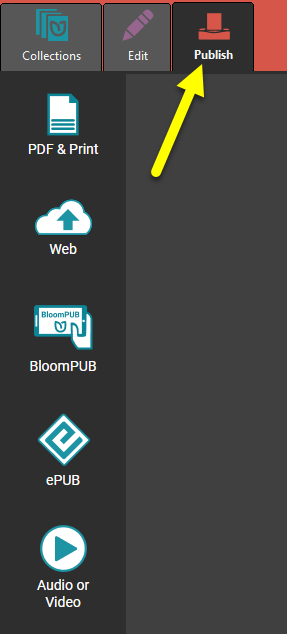 Collections
Edit
Publish
PDF & Print
Web
BloomPUB
BloomPUB
ePUB
Audio or
Video